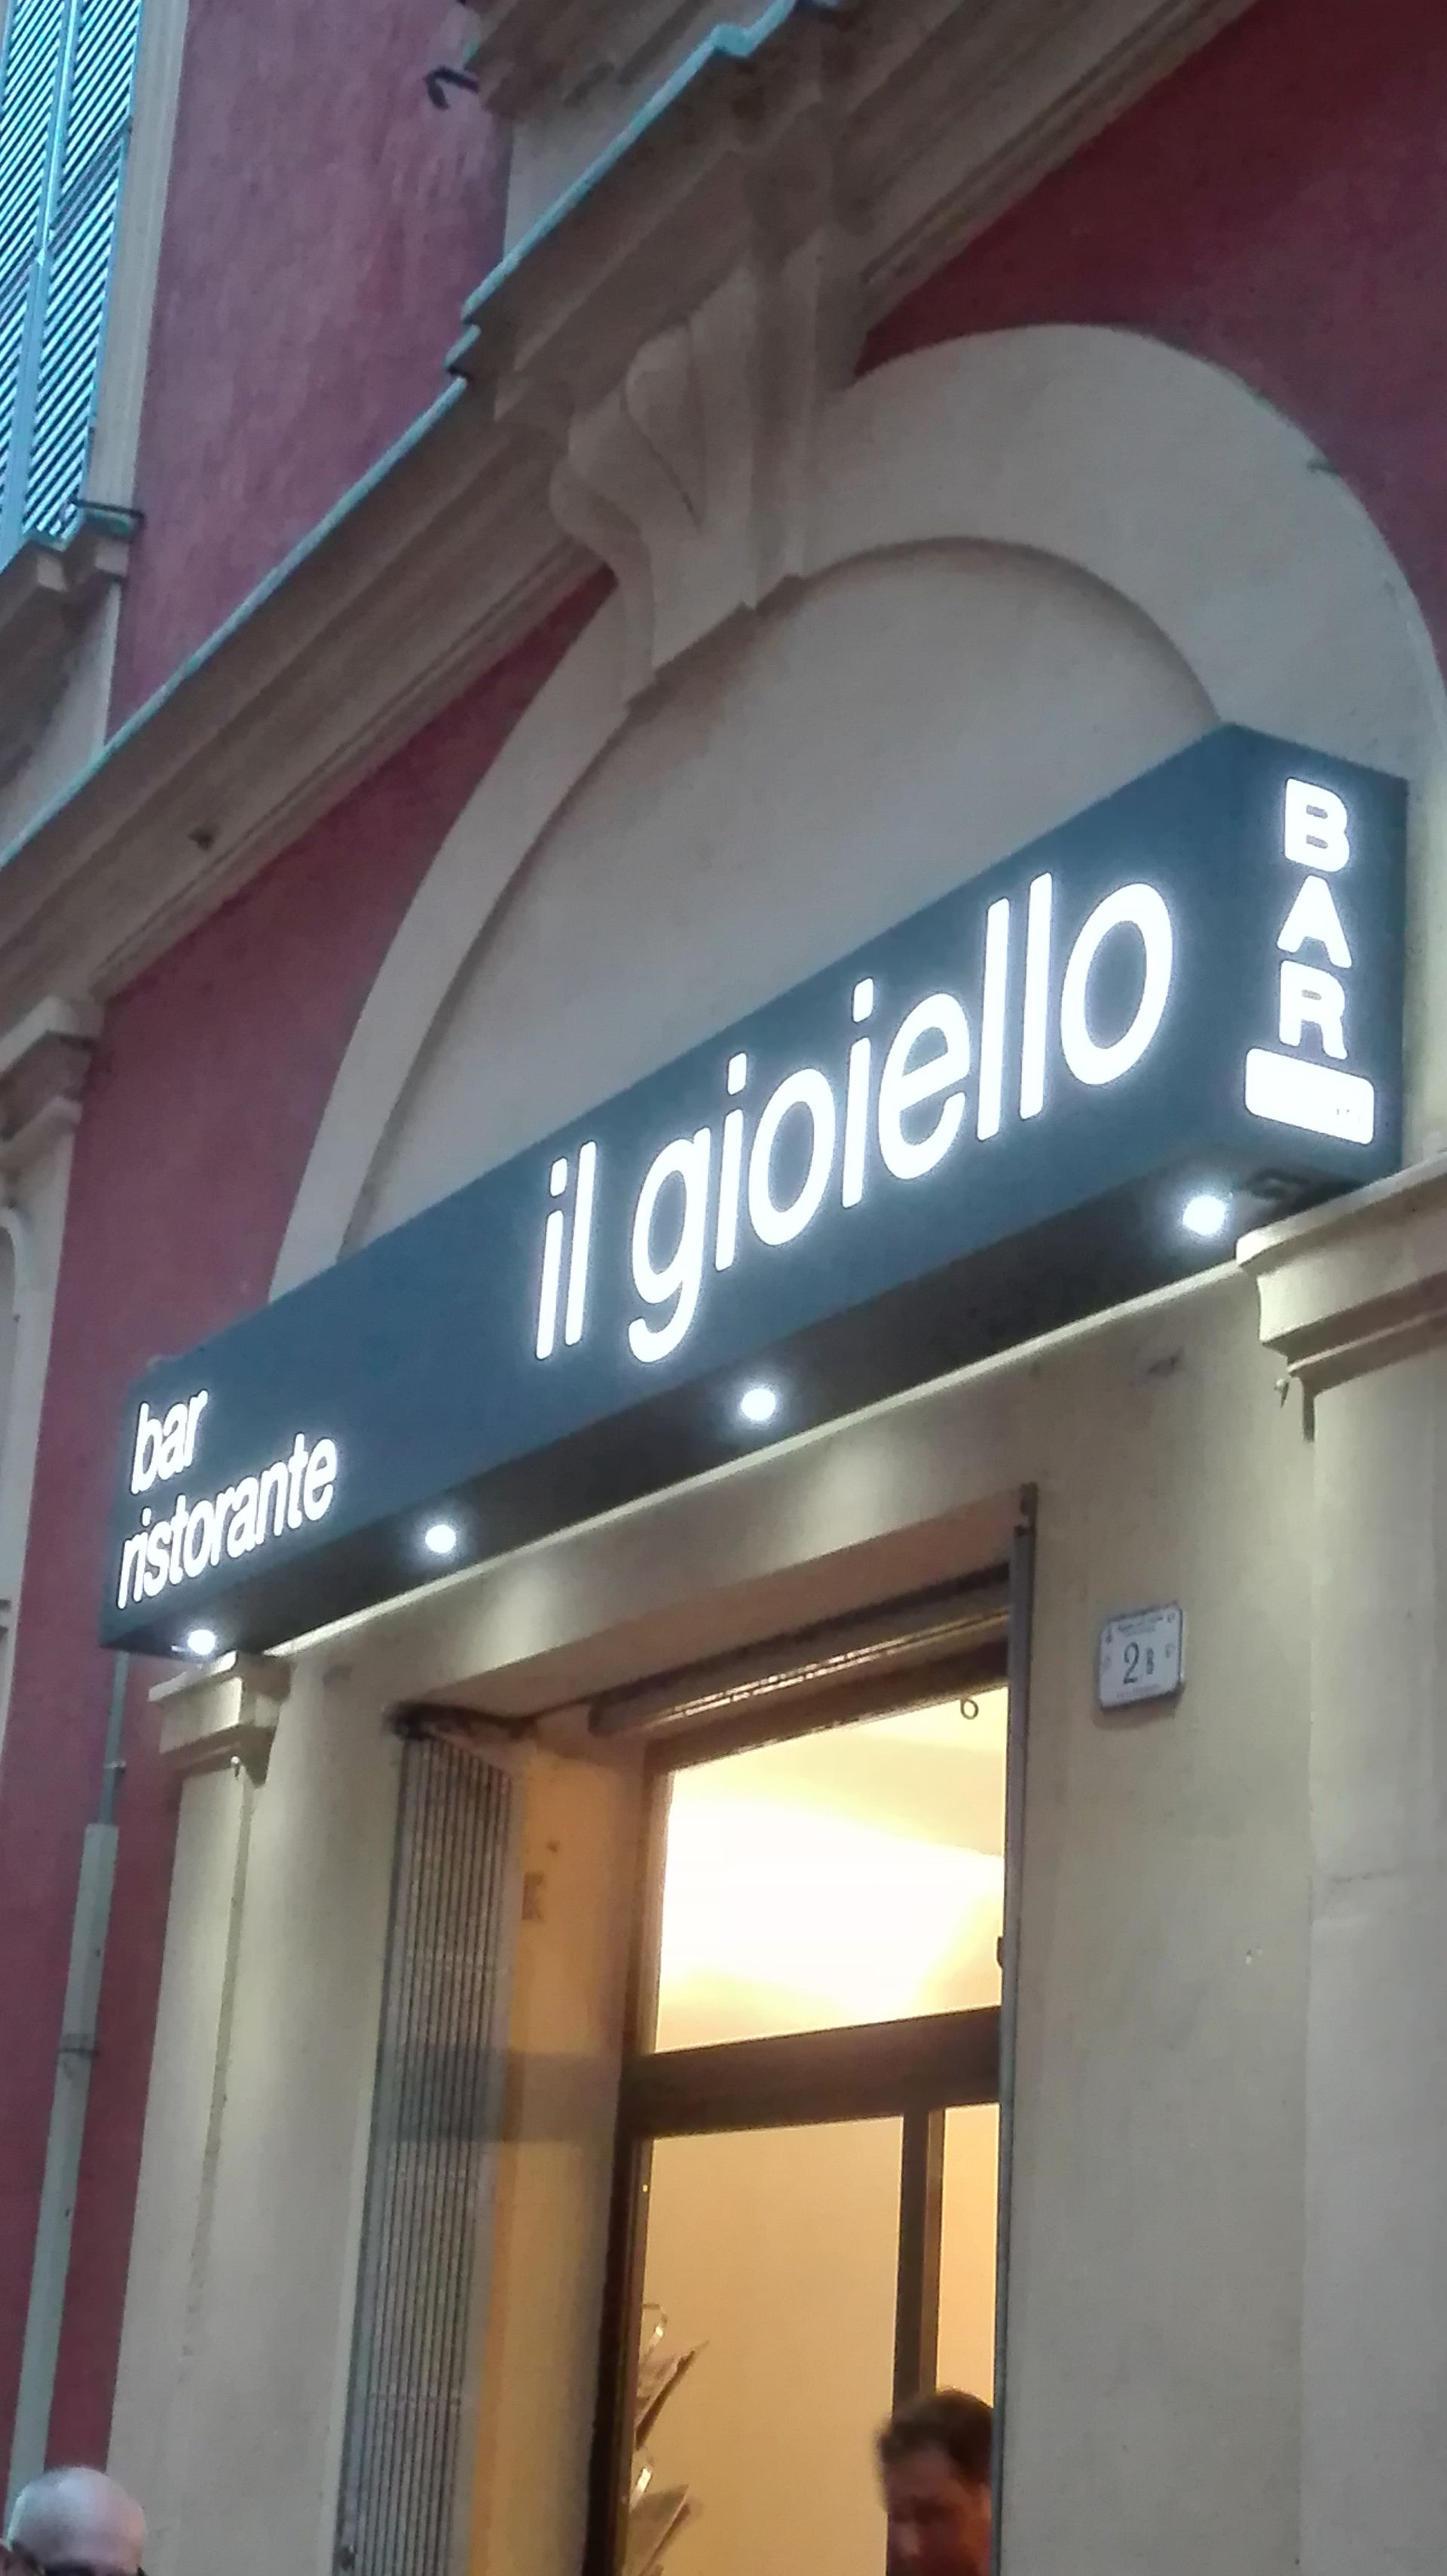 bar
ristorante
il gioiello
BAR
2 B